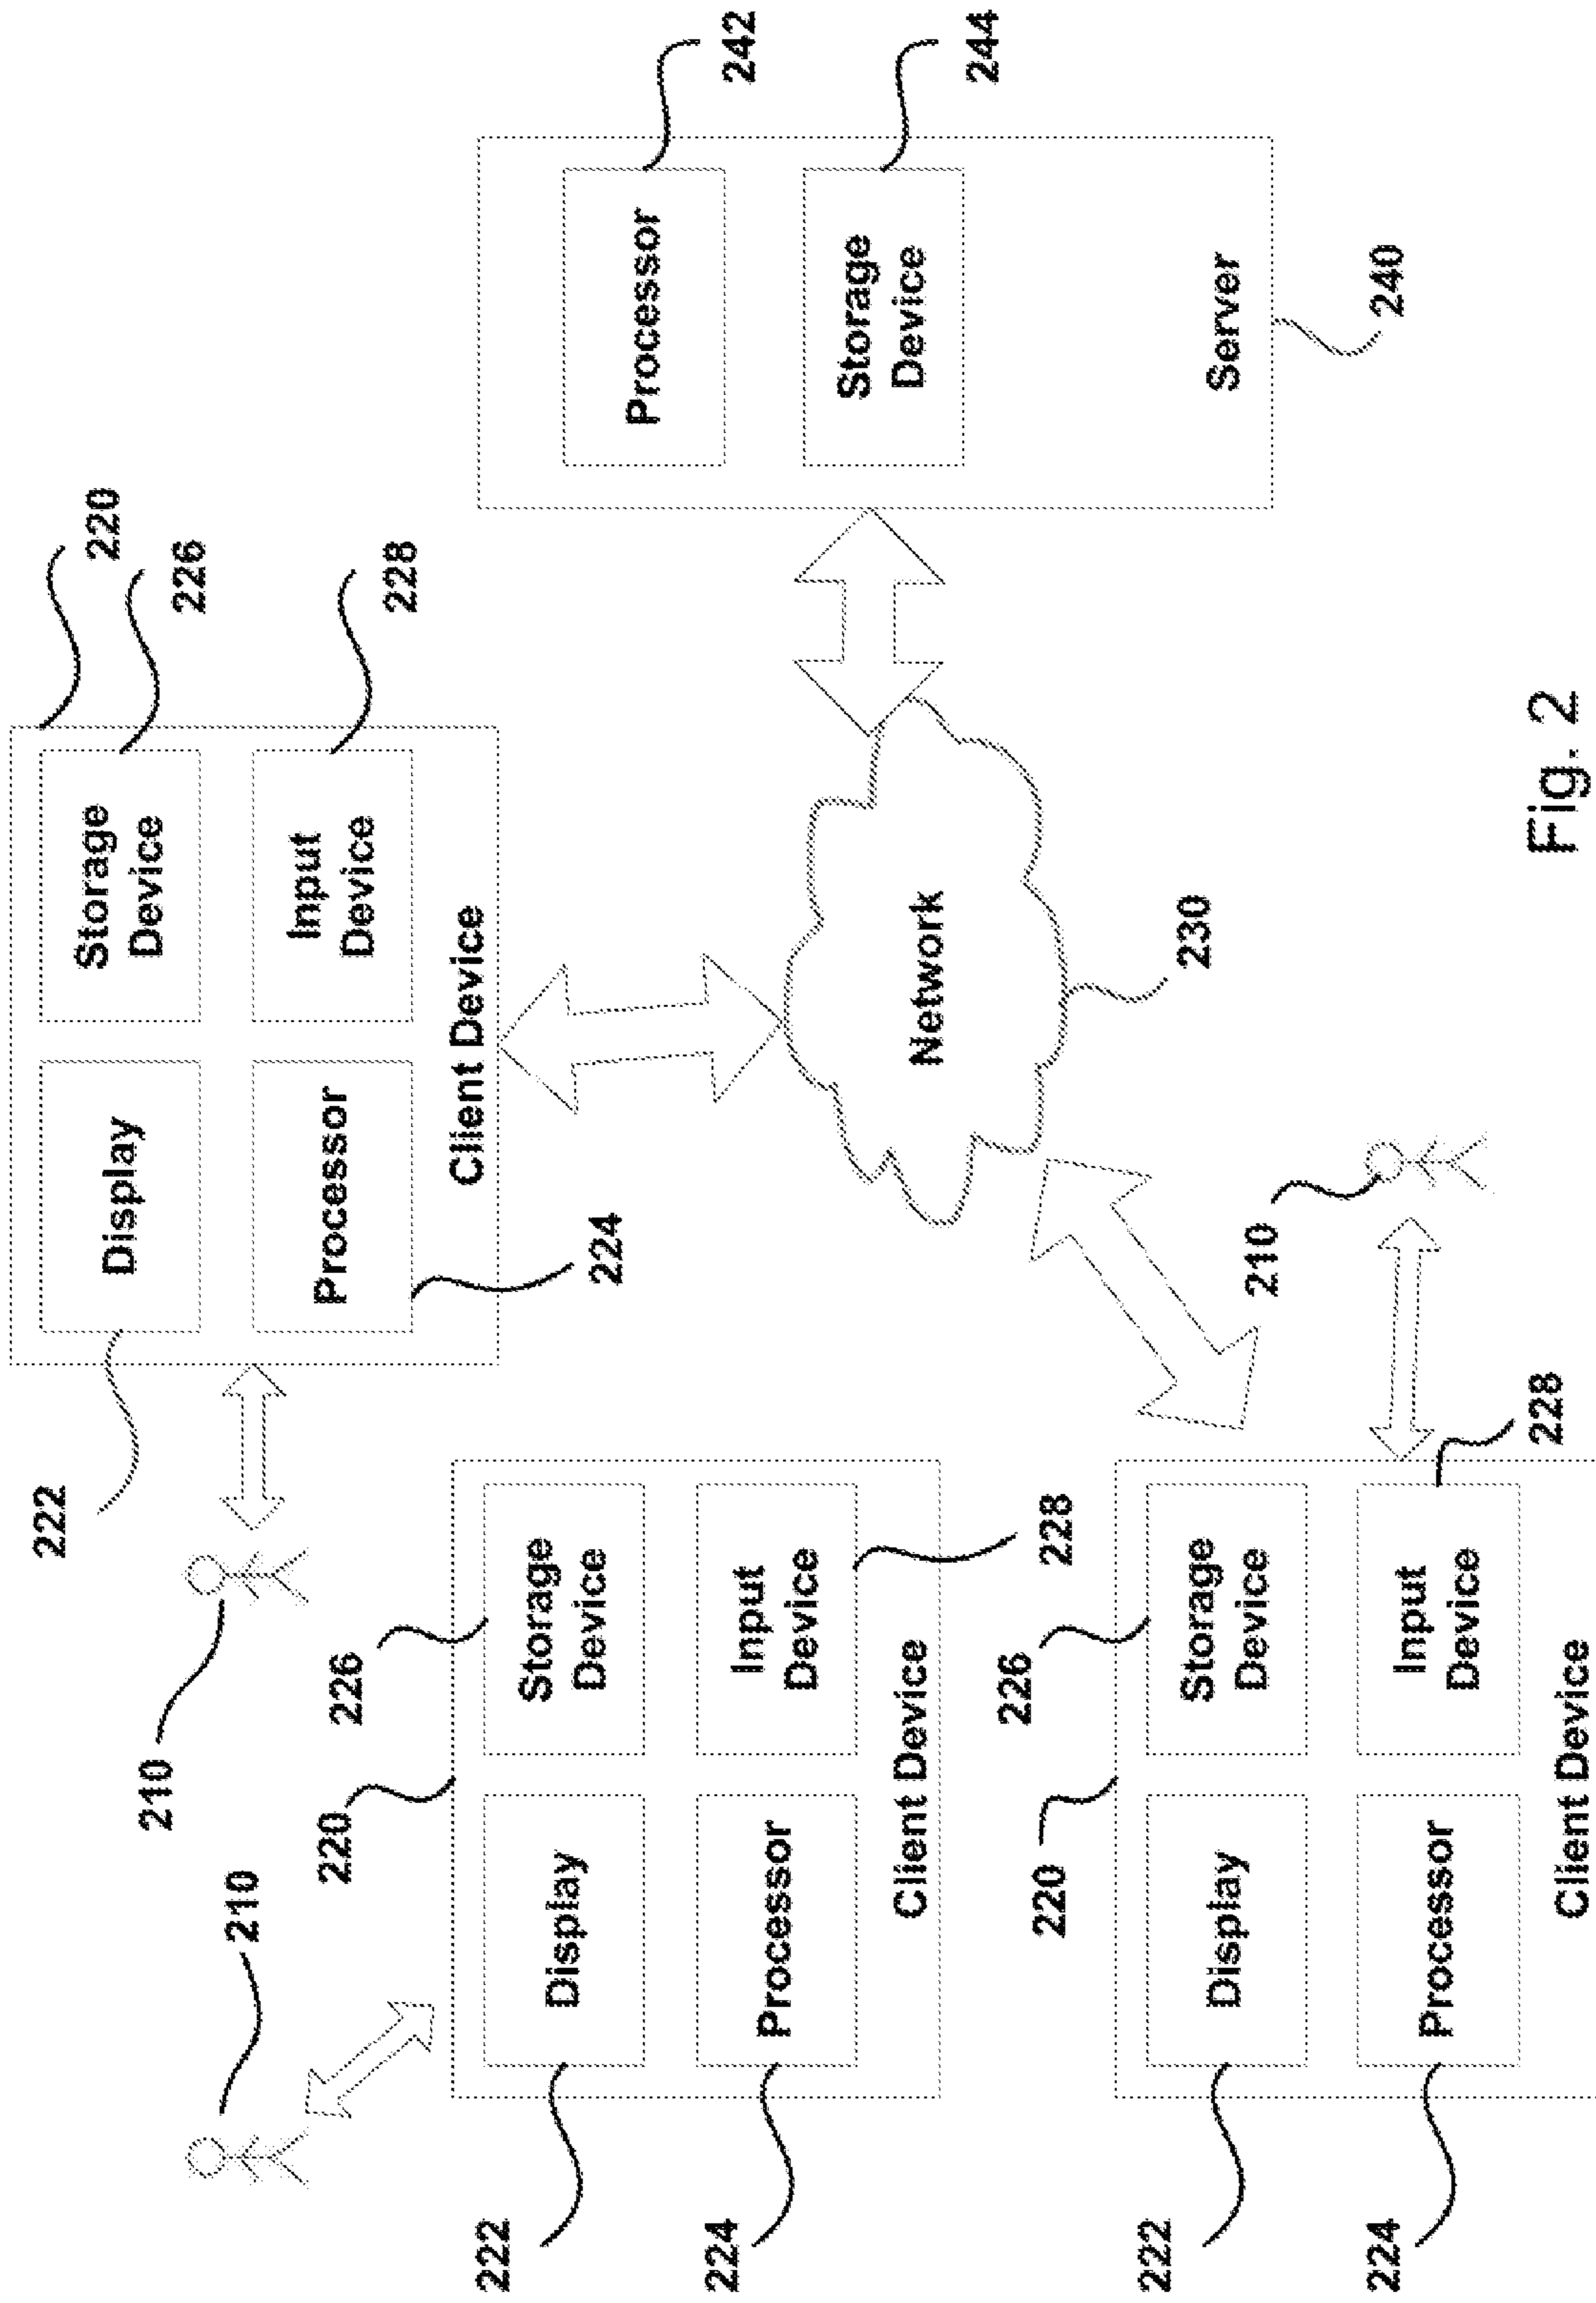 210
210
222
Display
Storage
Device
220
226
Processor
Input
Device
228
224
Client Device
220
226
222
Display
Storage
Device
224
Processor
Input
Device
228
Client Device
Network
230
Processor
242
Storage
Device
244
Server
240
220
226
222
Display
Storage
Device
210
224
Processor
Input
Device
228
Client Device
Fig. 2